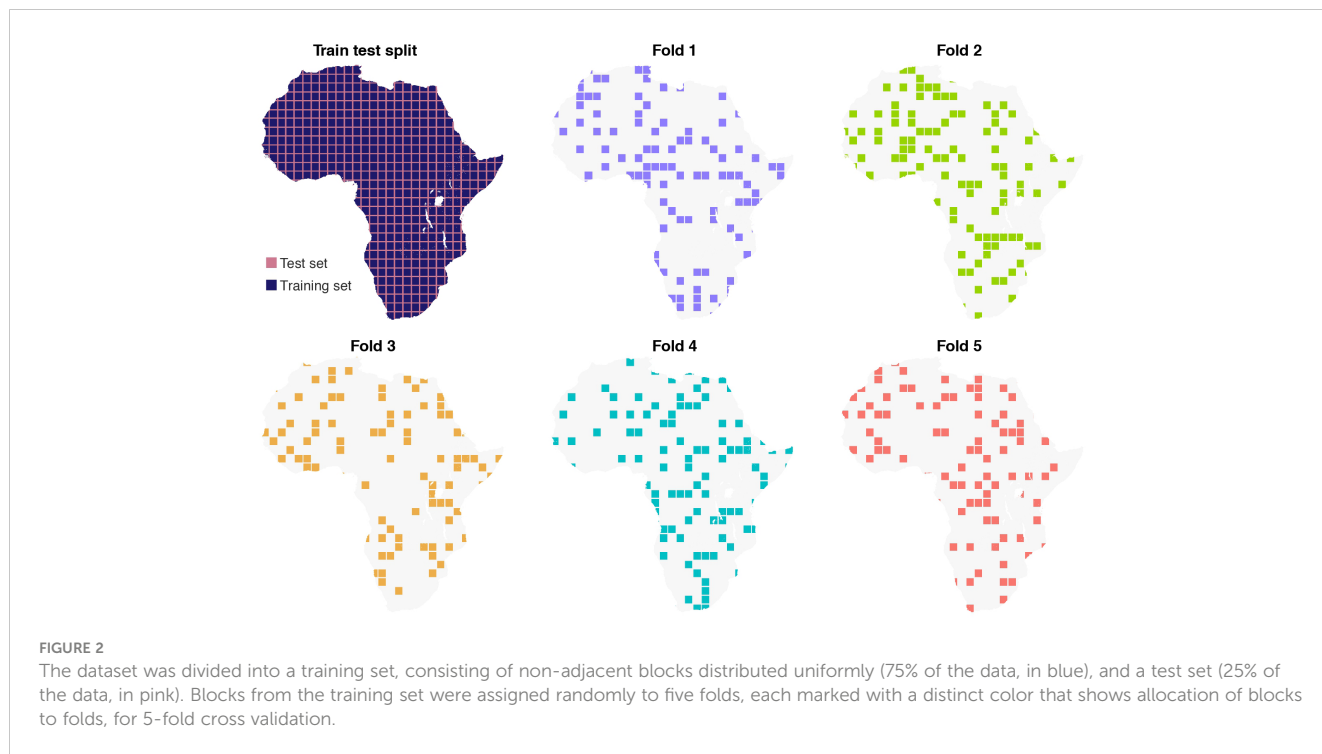 Train test split
Fold 1
Fold 2
Test set
Training set
Fold 3
Fold 4
Fold 5
FIGURE 2
The dataset was divided into a training set, consisting of non-adjacent blocks distributed uniformly (75% of the data, in blue), and a test set (25% of
the data, in pink). Blocks from the training set were assigned randomly to five folds, each marked with a distinct color that shows allocation of blocks
to folds, for 5-fold cross validation.